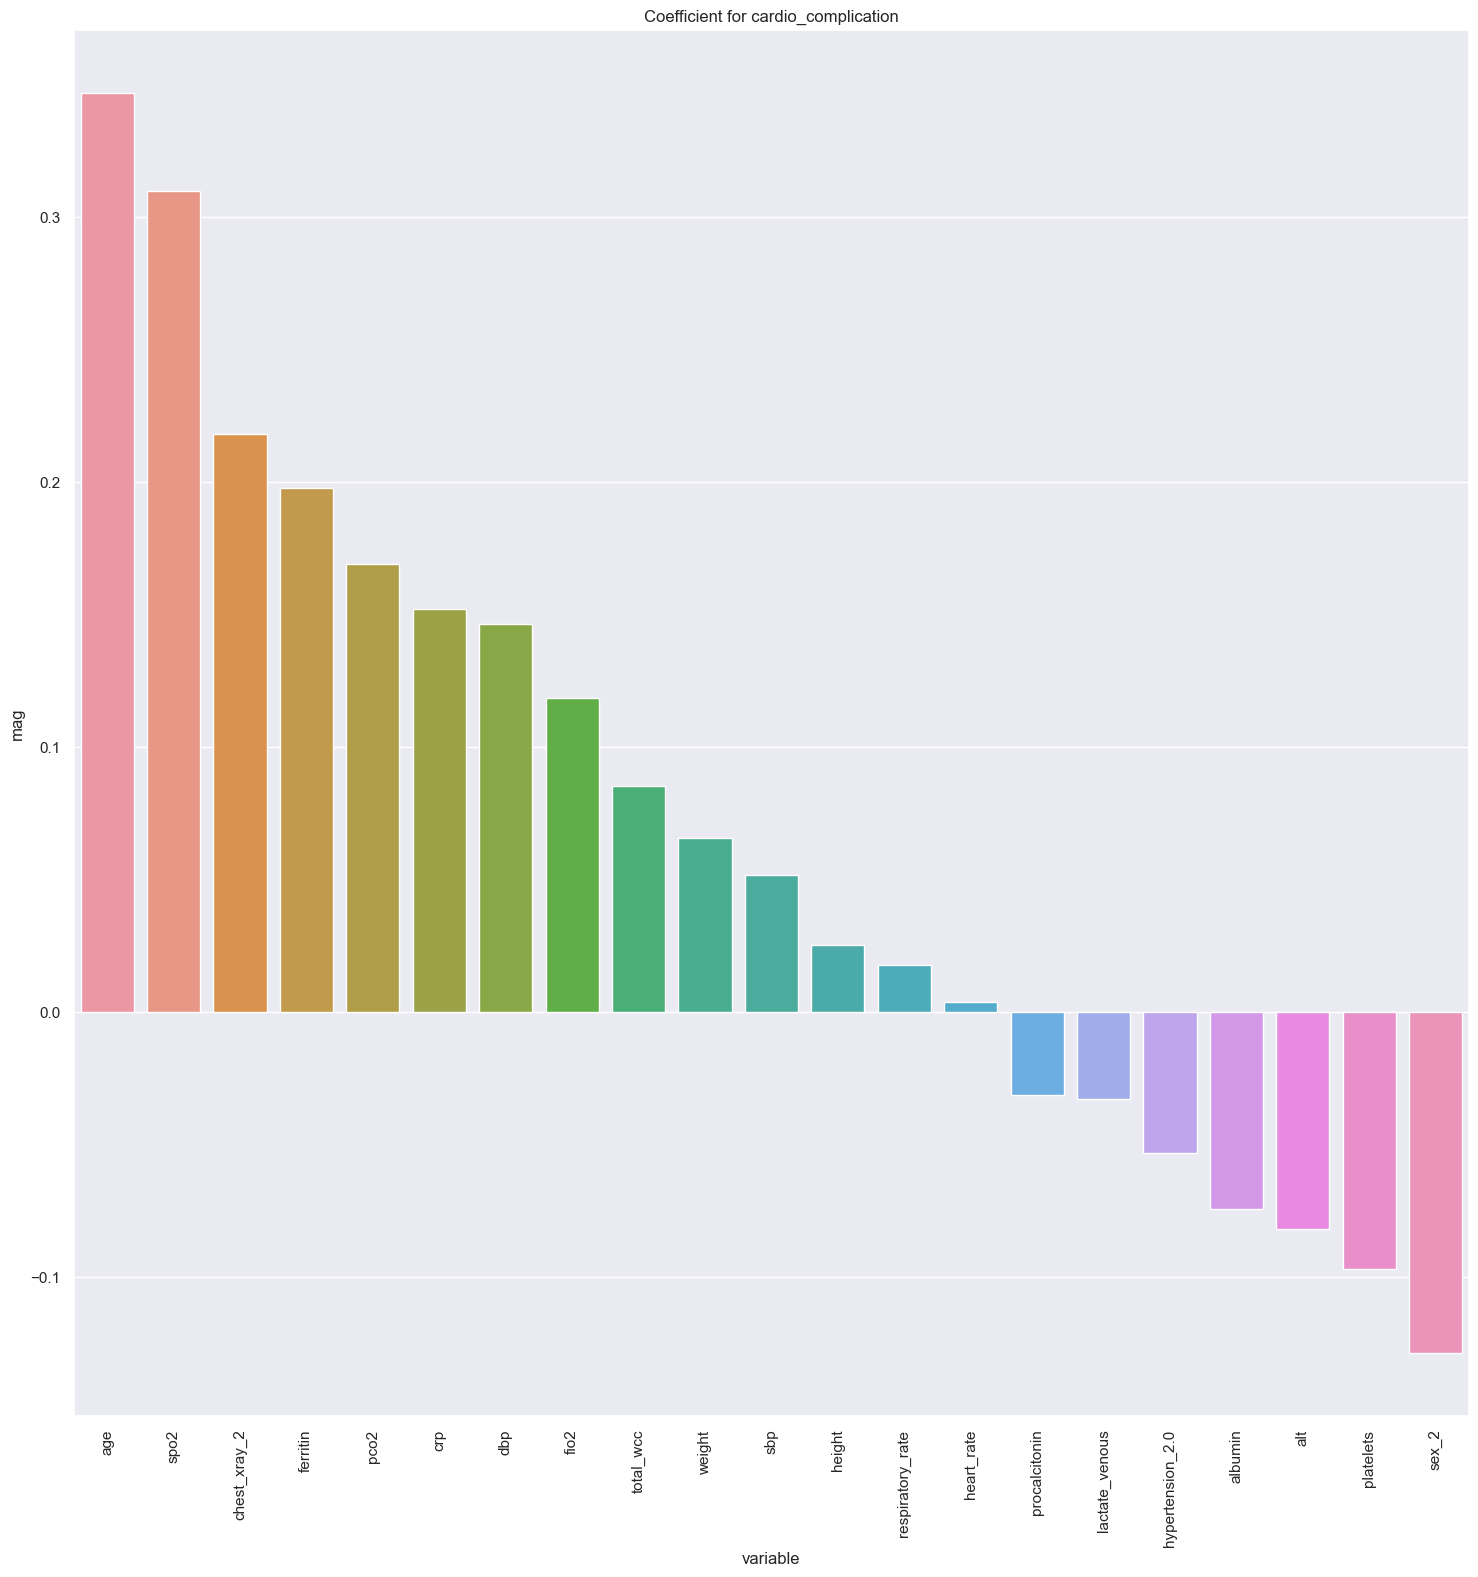 Coefficient for cardio_complication
mag
0.3
0.2
0.1
0.0
−0.1
age
spo2
chest_xray_2
ferritin
pco2
crp
dbp
fio2
total_wcc
weight
sbp
height
respiratory_rate
heart_rate
procalcitonin
lactate_venous
hypertension_2.0
albumin
alt
platelets
sex_2
variable